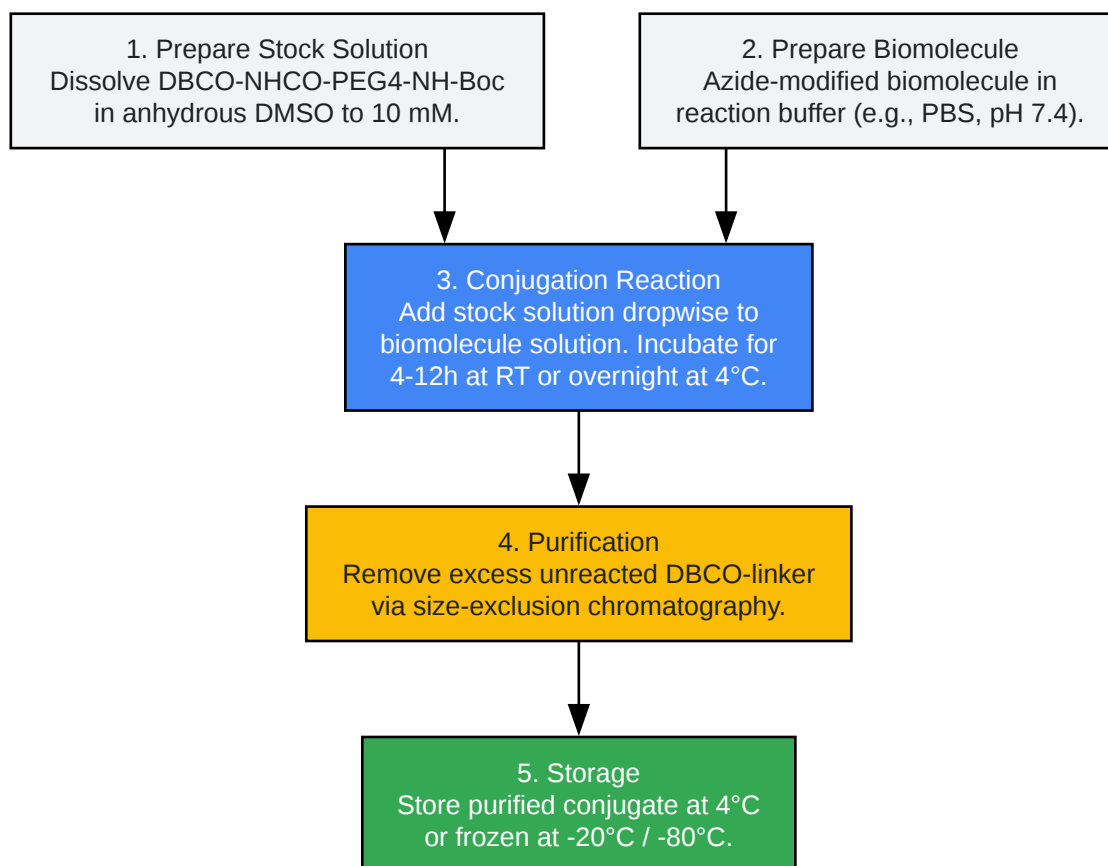 1. Prepare Stock Solution
Dissolve DBCO-NHCO-PEG4-NH-Boc
in anhydrous DMSO to 10 mM.
2. Prepare Biomolecule
Azide-modified biomolecule in
reaction buffer (e.g., PBS, pH 7.4).
3. Conjugation Reaction
Add stock solution dropwise to
biomolecule solution. Incubate for
4-12h at RT or overnight at 4°C.
4. Purification
Remove excess unreacted DBCO-linker
via size-exclusion chromatography.
5. Storage
Store purified conjugate at 4°C
or frozen at -20°C / -80°C.